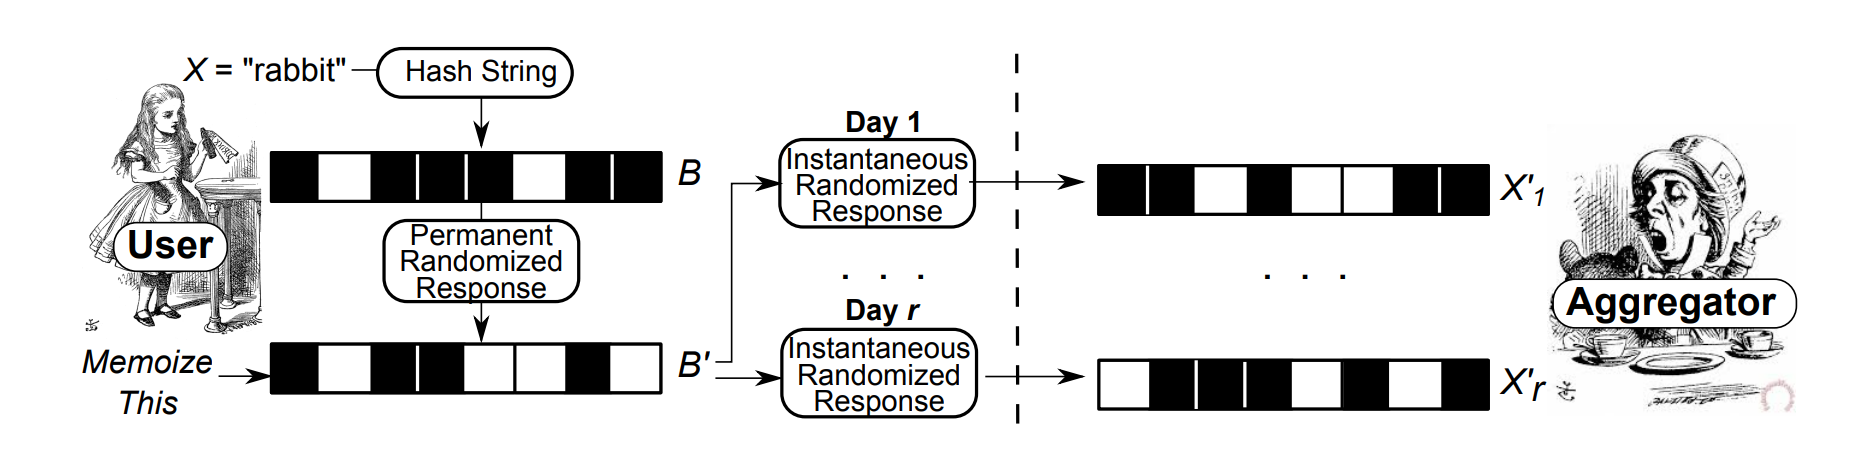 X = "rabbit"
Hash String
B
Permanent
Randomized
Response
User
Memoize
This
B'
Day 1
Instantaneous
Randomized
Response
. . .
Day r
Instantaneous
Randomized
Response
X'1
. . .
X'r
Aggregator